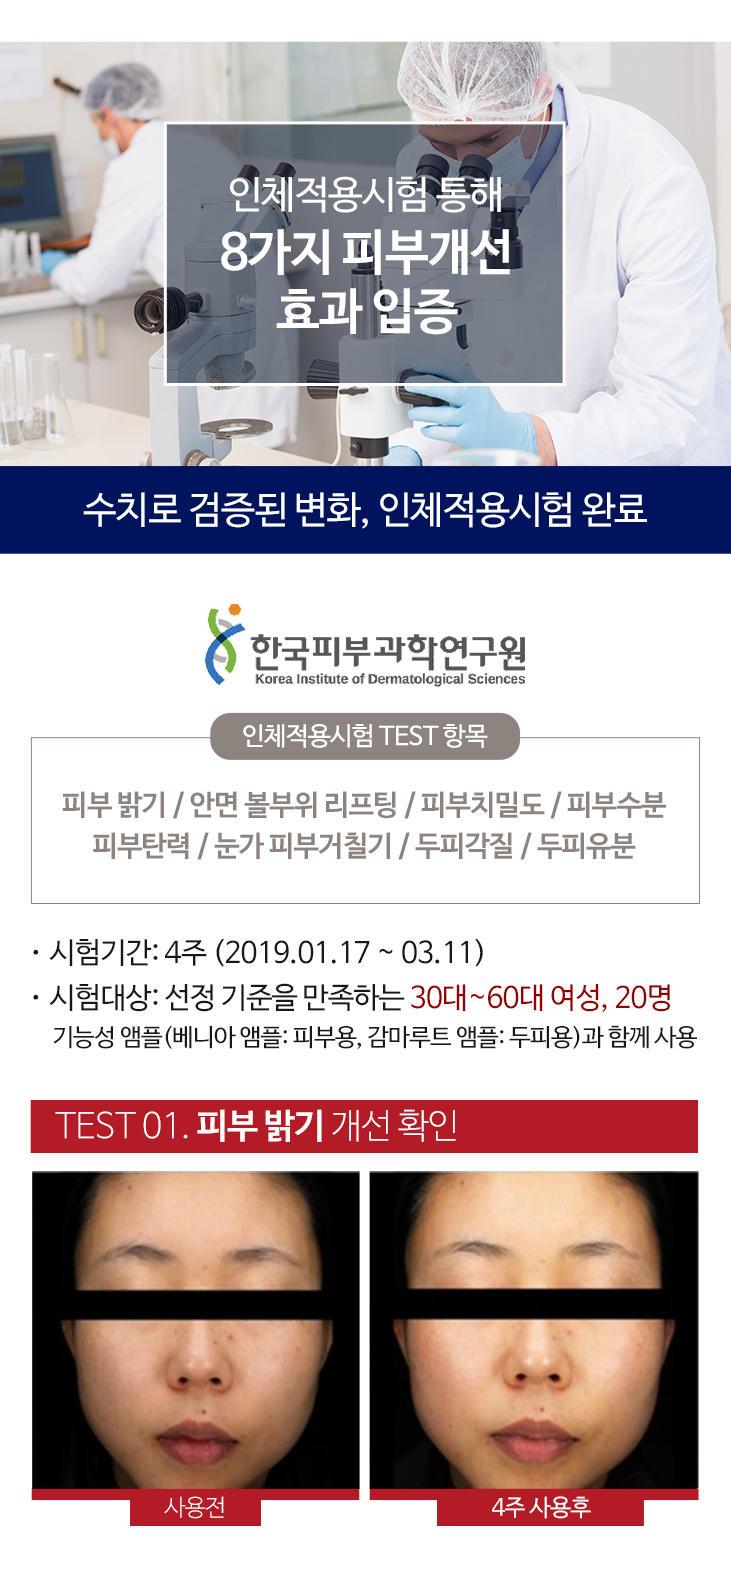 인체적용시험 통해
8가지 피부개선
효과 입증
수치로 검증된 변화, 인체적용시험 완료
한국피부과학연구원
Korea Institute of Dermatological Sciences
인체적용시험 TEST 항목
피부 밝기 / 안면 볼부위 리프팅 / 피부치밀도 / 피부수분
피부탄력 / 눈가 피부거칠기 / 두피각질 / 두피유분
· 시험기간: 4주 (2019.01.17 ~ 03.11)
· 시험대상: 선정 기준을 만족하는 30대~60대 여성, 20명
기능성 앰플(베니아 앰플: 피부용, 감마루트 앰플: 두피용)과 함께 사용
TEST 01. 피부 밝기 개선 확인
사용전
4주 사용후